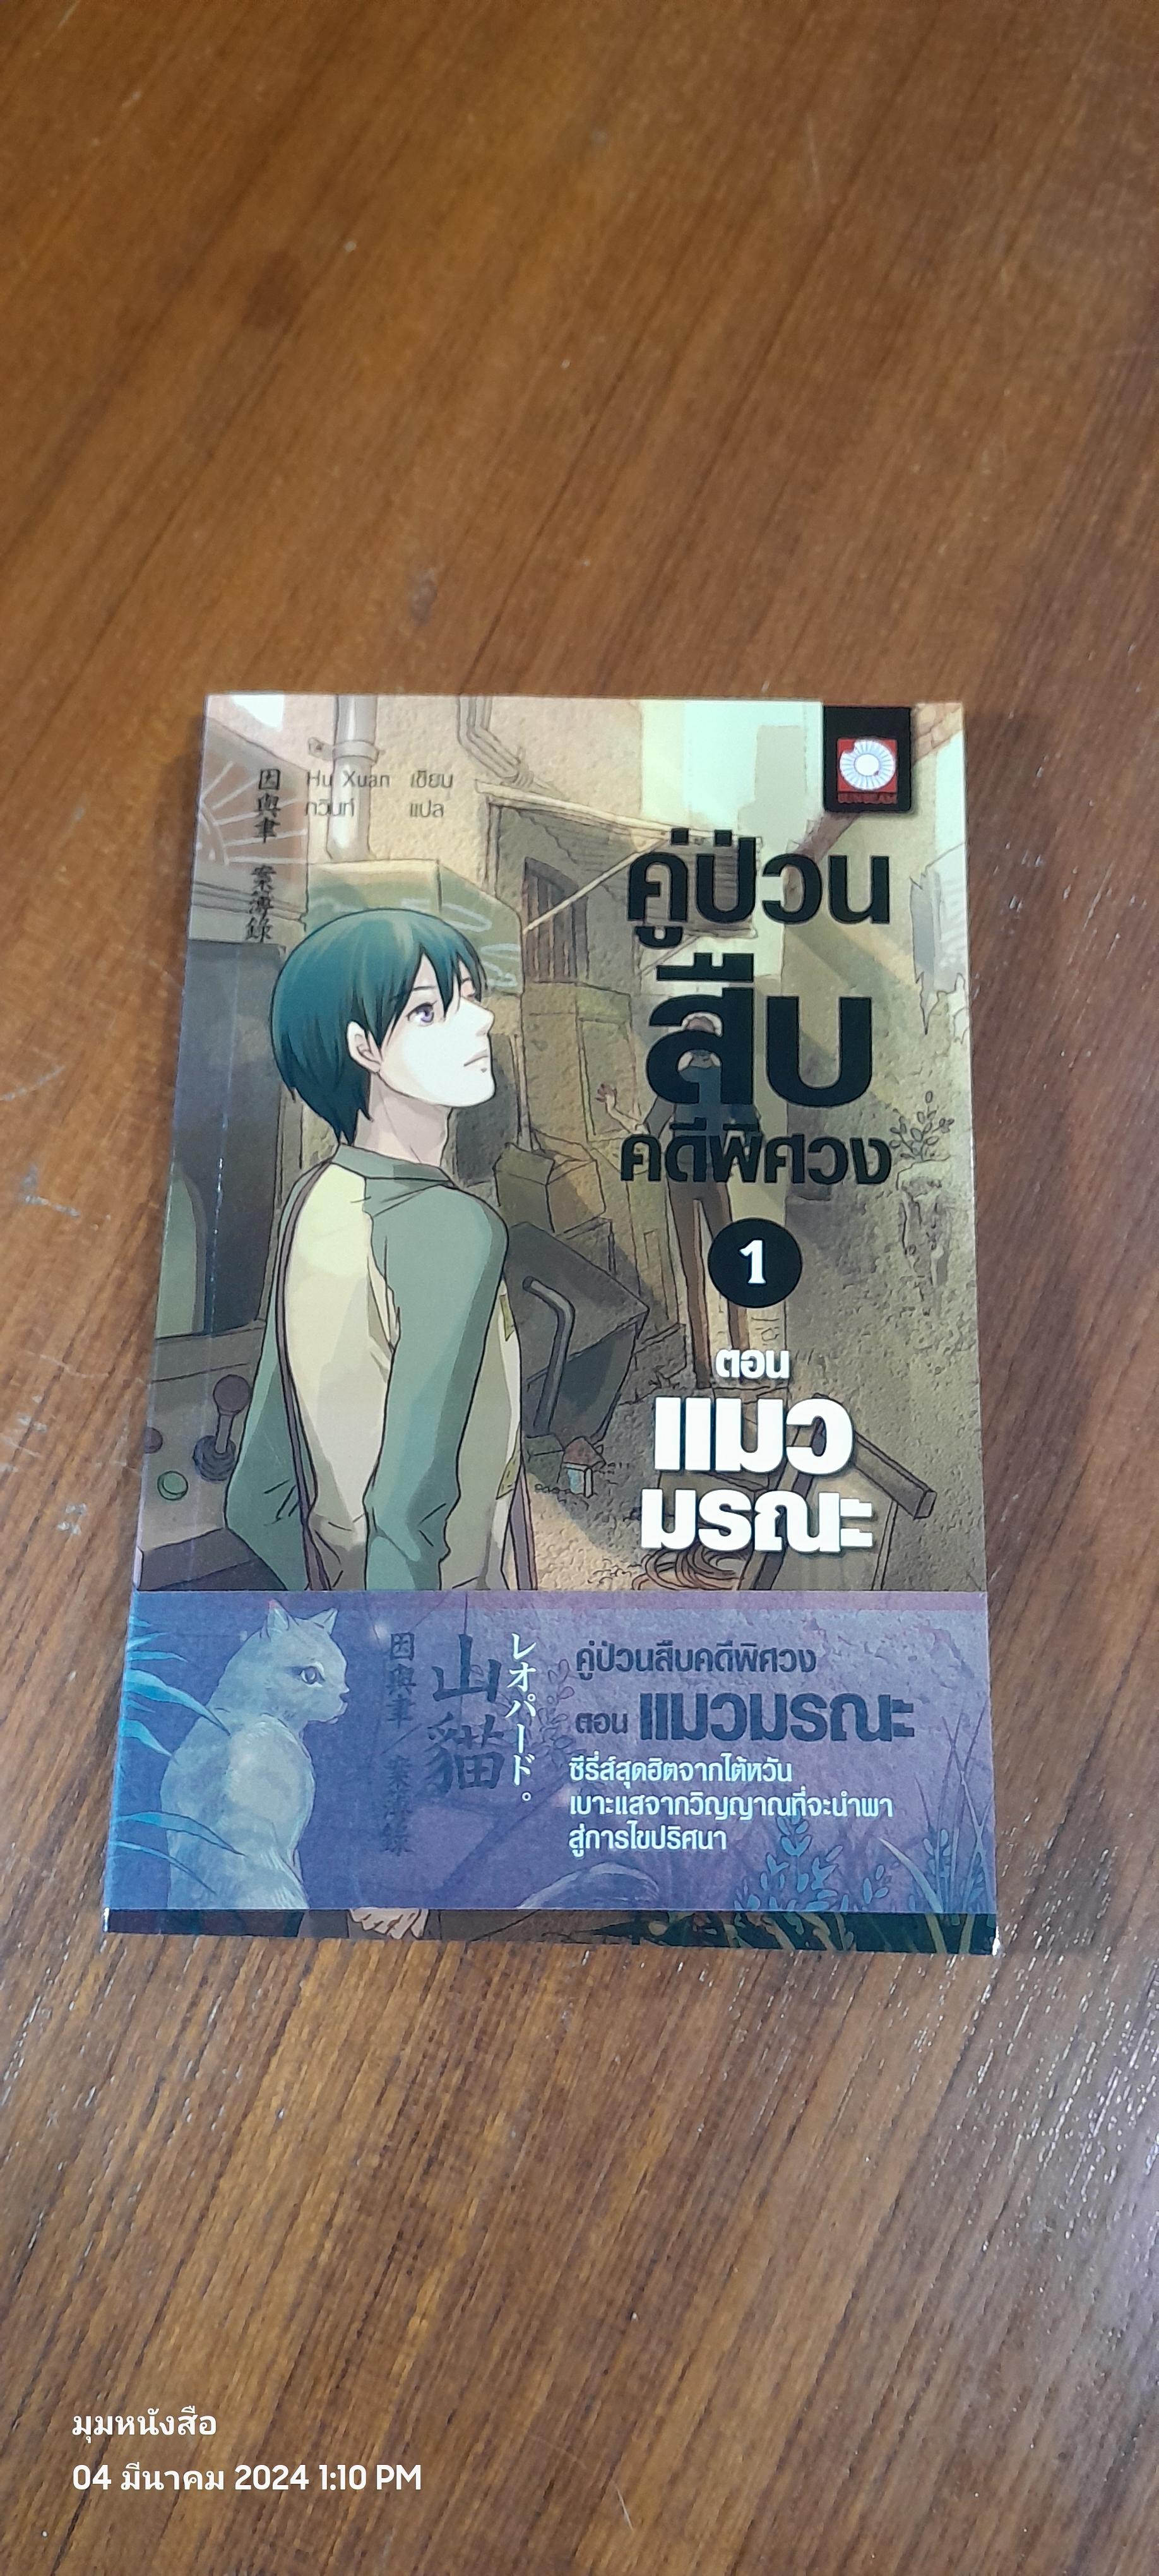 因與聿 案簿錄
Hu Xuan เขียน
กวินท์ แปล
SUNBEAM
คู่ป่วน
สืบ
คดีพิศวง
1
ตอน
แมว
มรณะ
因與聿 案簿錄
山貓
レオパード。
คู่ป่วนสืบคดีพิศวง
ตอน แมวมรณะ
ซีรี่ส์สุดฮิตจากไต้หวัน
เบาะแสจากวิญญาณที่จะนำพา
สู่การไขปริศนา
มุมหนังสือ
04 มีนาคม 2024 1:10 PM